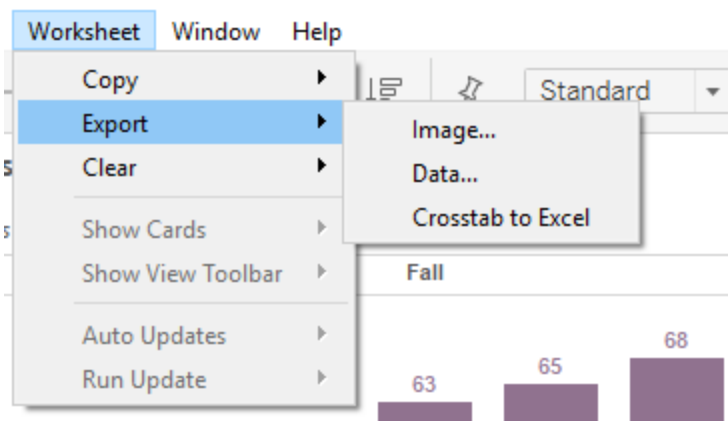 Worksheet Window Help
Copy
Standard
Export
Image...
Clear
Data...
Crosstab to Excel
Show Cards
Show View Toolbar
Fall
Auto Updates
68
65
Run Update
63